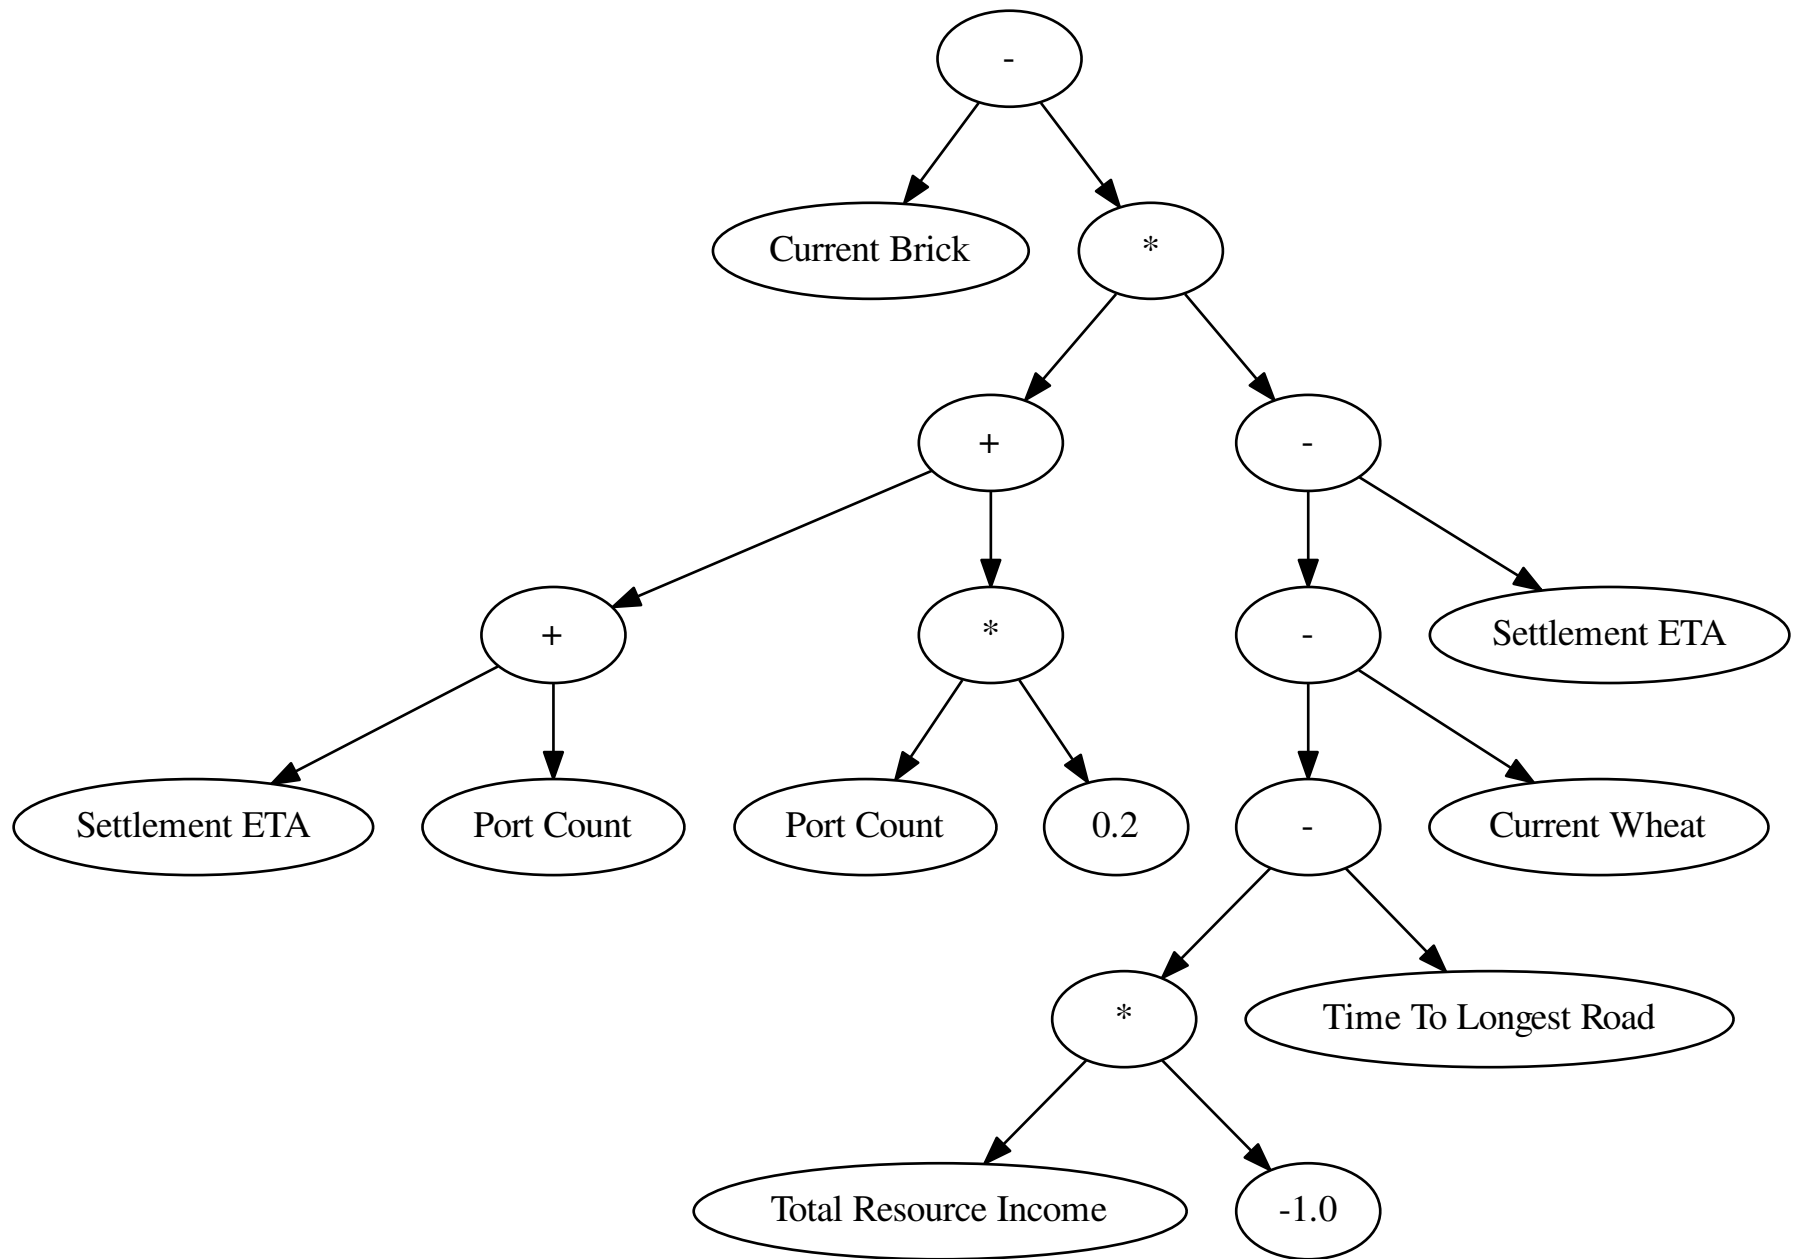 -
Current Brick
*
+
-
+
*
-
Settlement ETA
Settlement ETA
Port Count
Port Count
0.2
-
Current Wheat
*
Time To Longest Road
Total Resource Income
-1.0